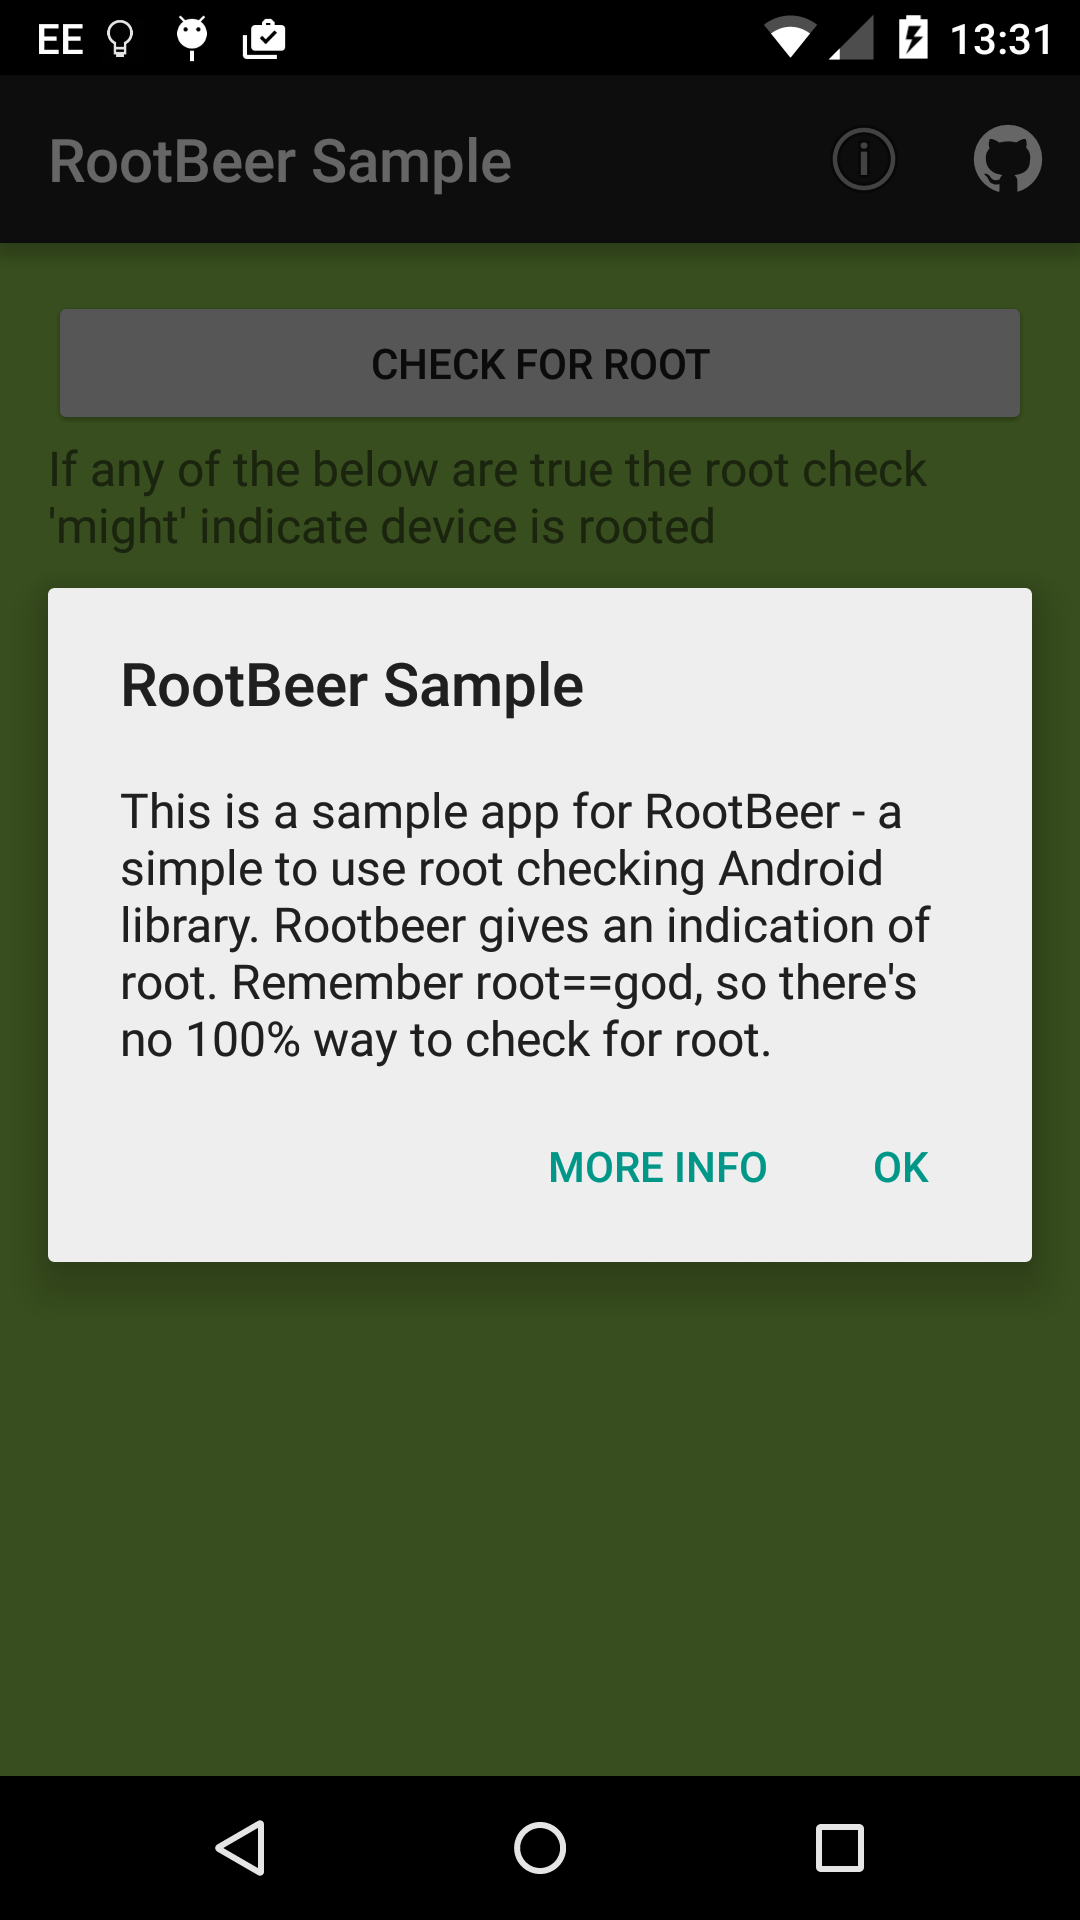 EE 13:31
RootBeer Sample
CHECK FOR ROOT
If any of the below are true the root check
'might' indicate device is rooted
RootBeer Sample
This is a sample app for RootBeer - a
simple to use root checking Android
library. Rootbeer gives an indication of
root. Remember root==god, so there's
no 100% way to check for root.
MORE INFO OK